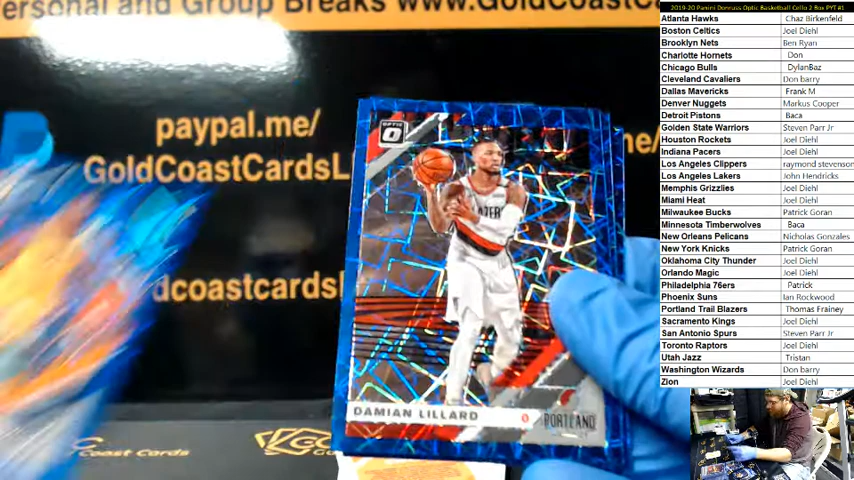 Personal and Group Breaks www.GoldCoastCa
paypal.me/
GoldCoastCardsL
me/
dcoastcards
OPTIC
DAMIAN LILLARD
0
PORTLAND
Coast Cards
GC
2019-20 Panini Donruss Optic Basketball Cello 2 Box PYT #1
Atlanta Hawks Chaz Birkenfeld
Boston Celtics Joel Diehl
Brooklyn Nets Ben Ryan
Charlotte Hornets Don
Chicago Bulls DylanBaz
Cleveland Cavaliers Don barry
Dallas Mavericks Frank M
Denver Nuggets Markus Cooper
Detroit Pistons Baca
Golden State Warriors Steven Parr Jr
Houston Rockets Joel Diehl
Indiana Pacers Joel Diehl
Los Angeles Clippers raymond stevenson
Los Angeles Lakers John Hendricks
Memphis Grizzlies Joel Diehl
Miami Heat Joel Diehl
Milwaukee Bucks Patrick Goran
Minnesota Timberwolves Baca
New Orleans Pelicans Nicholas Gonzales
New York Knicks Patrick Goran
Oklahoma City Thunder Joel Diehl
Orlando Magic Joel Diehl
Philadelphia 76ers Patrick
Phoenix Suns Ian Rockwood
Portland Trail Blazers Thomas Frainey
Sacramento Kings Joel Diehl
San Antonio Spurs Steven Parr Jr
Toronto Raptors Joel Diehl
Utah Jazz Tristan
Washington Wizards Don barry
Zion Joel Diehl